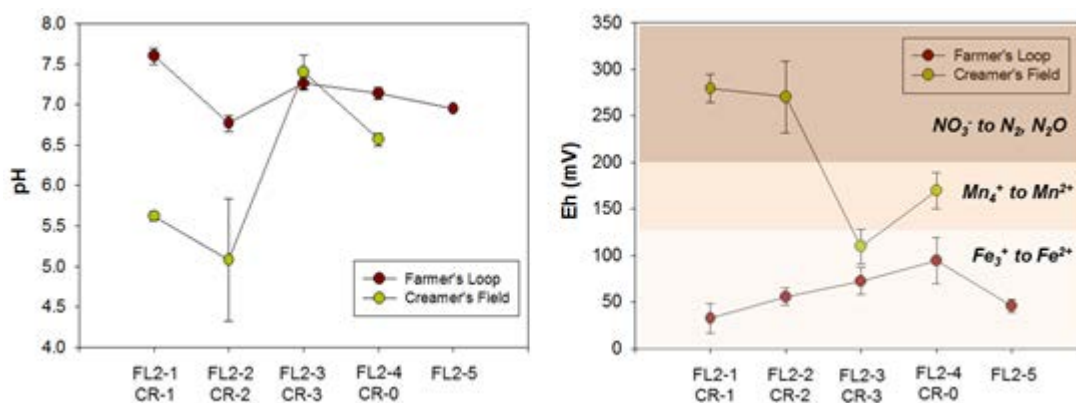 8.0
7.5
7.0
6.5
6.0
5.5
5.0
4.5
4.0
pH
Farmer's Loop
Creamer's Field
FL2-1 FL2-2 FL2-3 FL2-4 FL2-5
CR-1 CR-2 CR-3 CR-0
350
300
250
200
150
100
50
0
Eh (mV)
Farmer's Loop
Creamer's Field
NO₃⁻ to N₂, N₂O
Mn₄⁺ to Mn²⁺
Fe₃⁺ to Fe²⁺
FL2-1 FL2-2 FL2-3 FL2-4 FL2-5
CR-1 CR-2 CR-3 CR-0